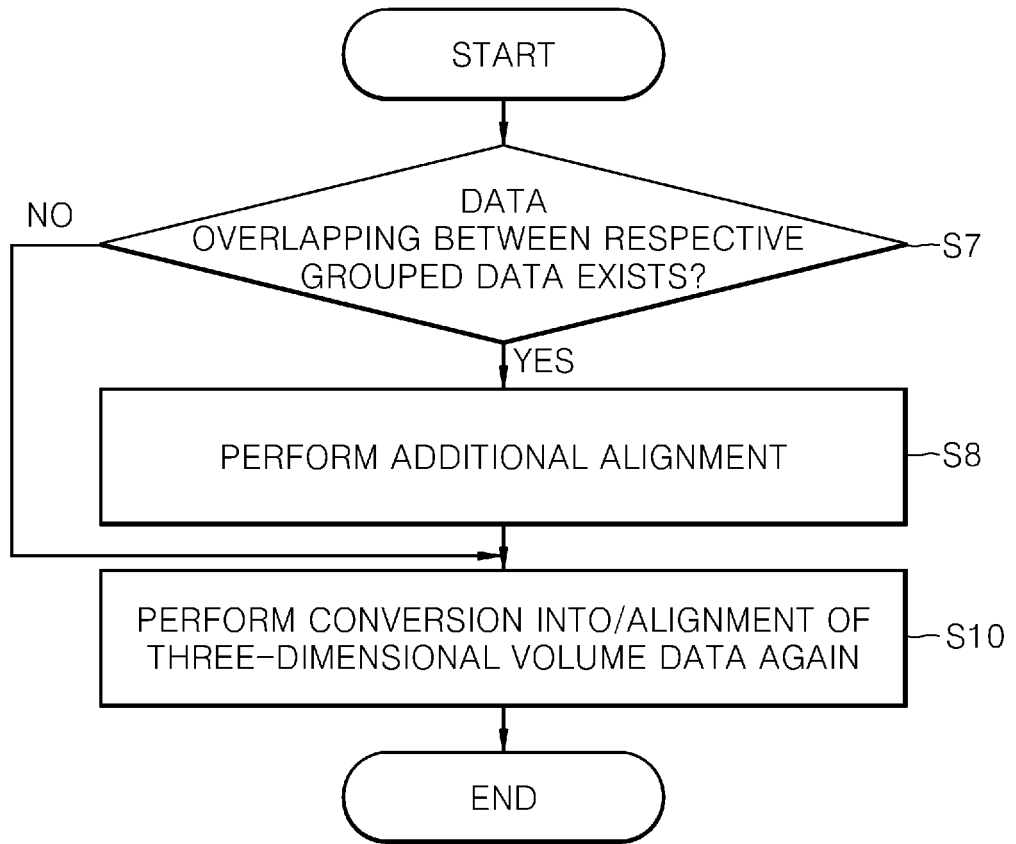 START
DATA
OVERLAPPING BETWEEN RESPECTIVE
GROUPED DATA EXISTS?
NO
S7
YES
PERFORM ADDITIONAL ALIGNMENT
S8
PERFORM CONVERSION INTO/ALIGNMENT OF
THREE-DIMENSIONAL VOLUME DATA AGAIN
S10
END